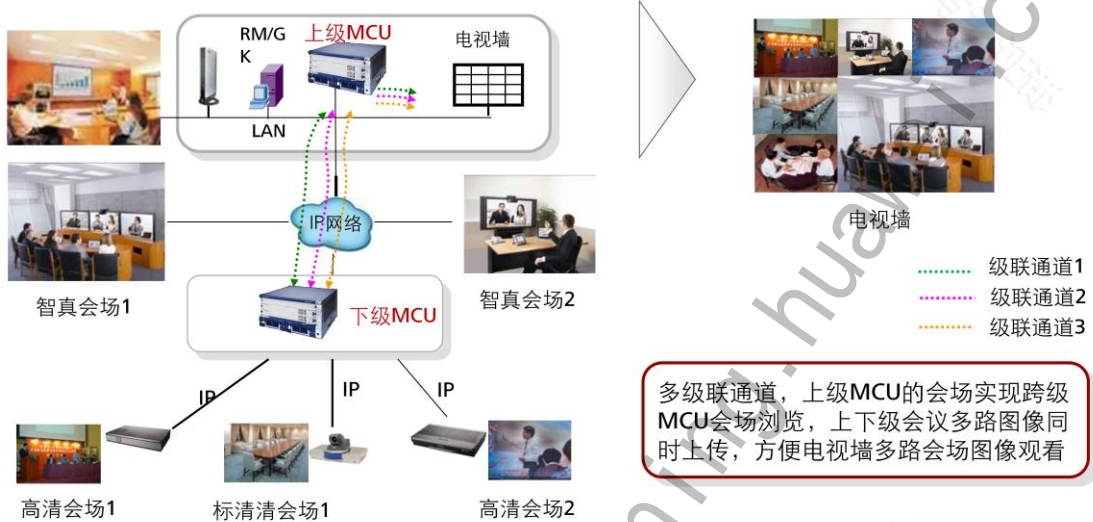 RM/G
K
上级MCU
电视墙
LAN
IP网络
智真会场1
智真会场2
下级MCU
IP
IP
IP
高清会场1
标清清会场1
高清会场2
电视墙
级联通道1
级联通道2
级联通道3
多级联通道，上级MCU的会场实现跨级
MCU会场浏览，上下级会议多路图像同
时上传，方便电视墙多路会场图像观看